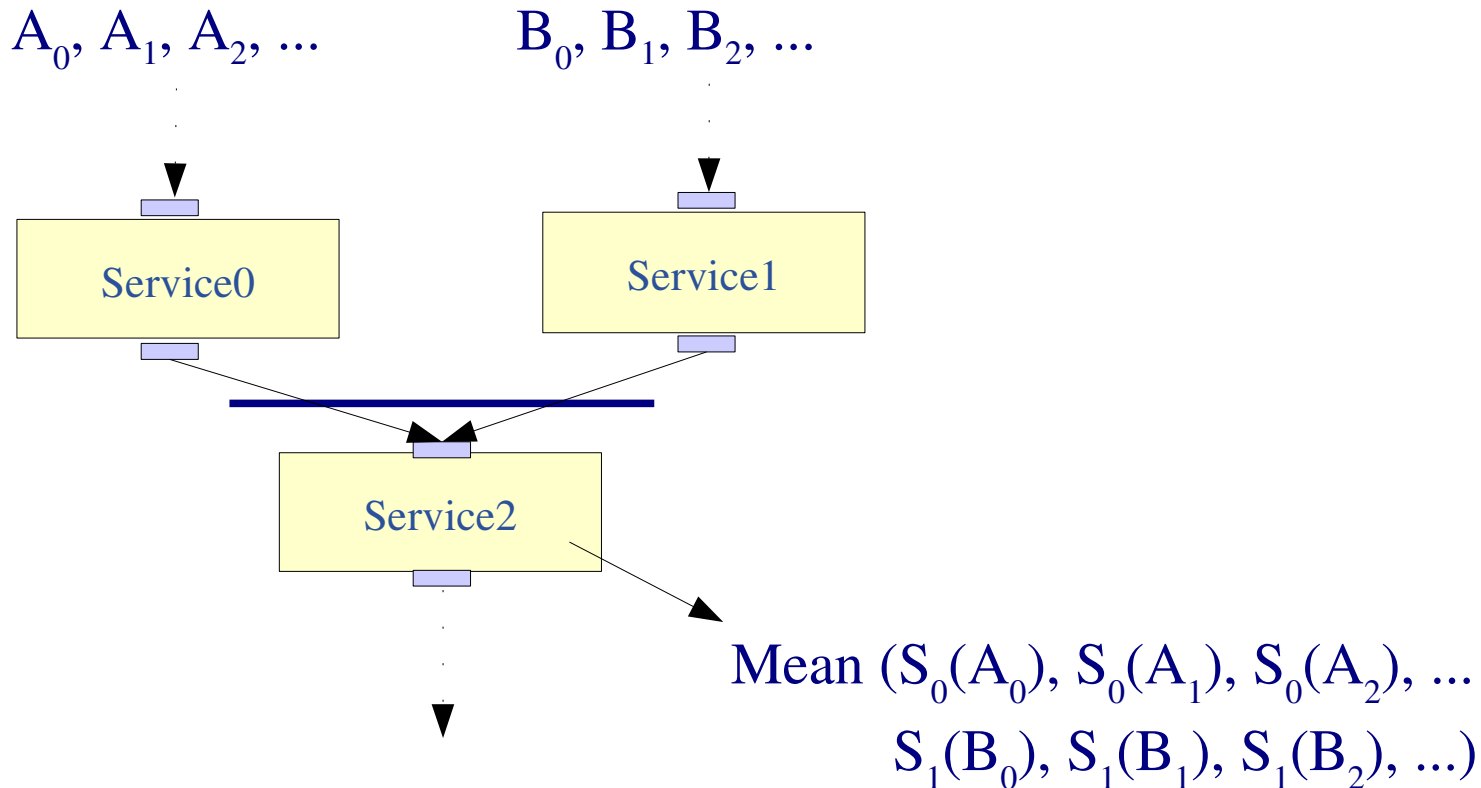 A₀, A₁, A₂, ...
B₀, B₁, B₂, ...
Service0
Service1
Service2
Mean (S₀(A₀), S₀(A₁), S₀(A₂), ...
S₁(B₀), S₁(B₁), S₁(B₂), ...)